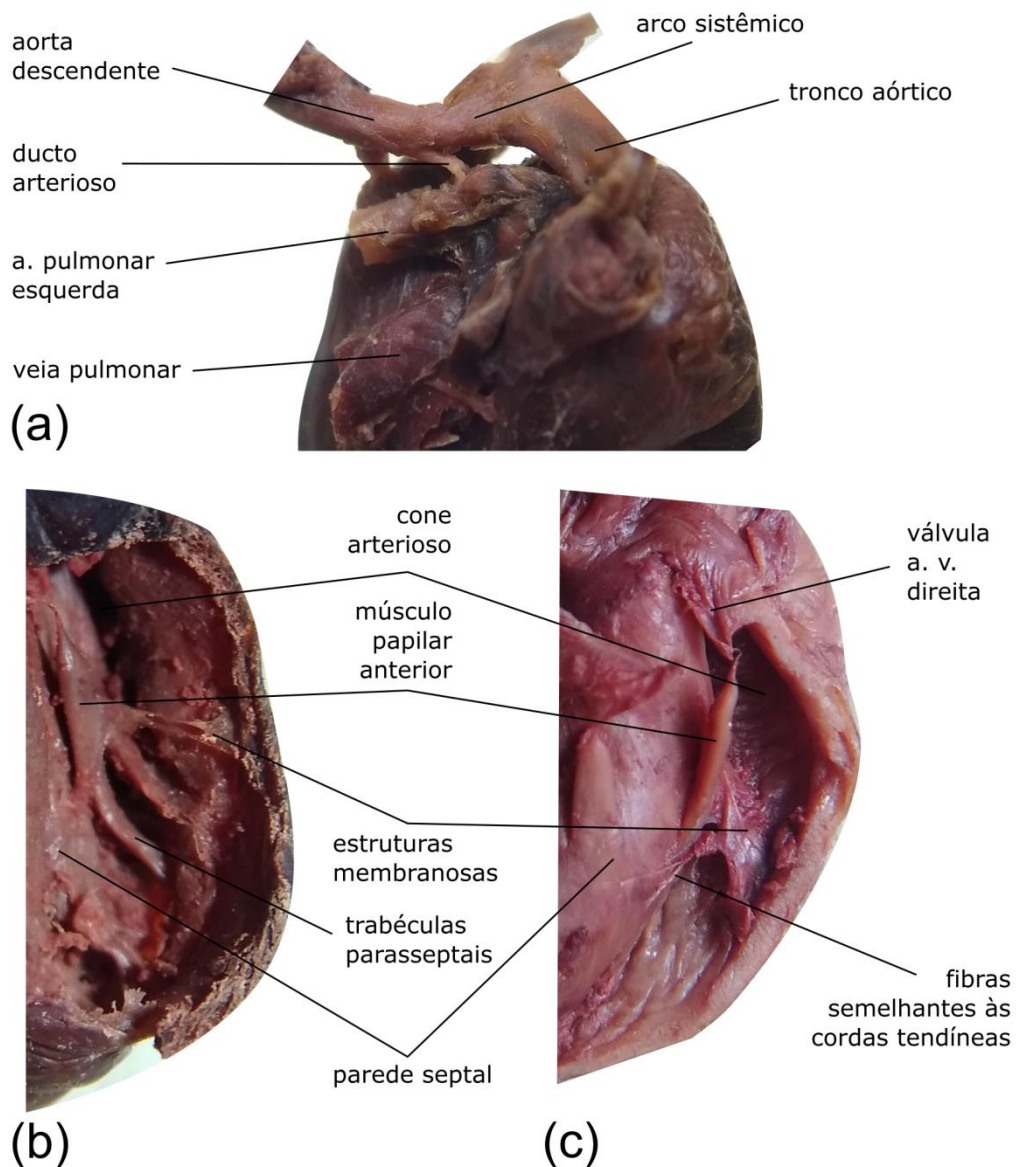 aorta
descendente
arco sistêmico
tronco aórtico
ducto
arterioso
a. pulmonar
esquerda
veia pulmonar
(a)
cone
arterioso
músculo
papilar
anterior
estruturas
membranosas
trabéculas
parasseptais
parede septal
(b)
válvula
a. v.
direita
fibras
semelhantes às
cordas tendíneas
(c)